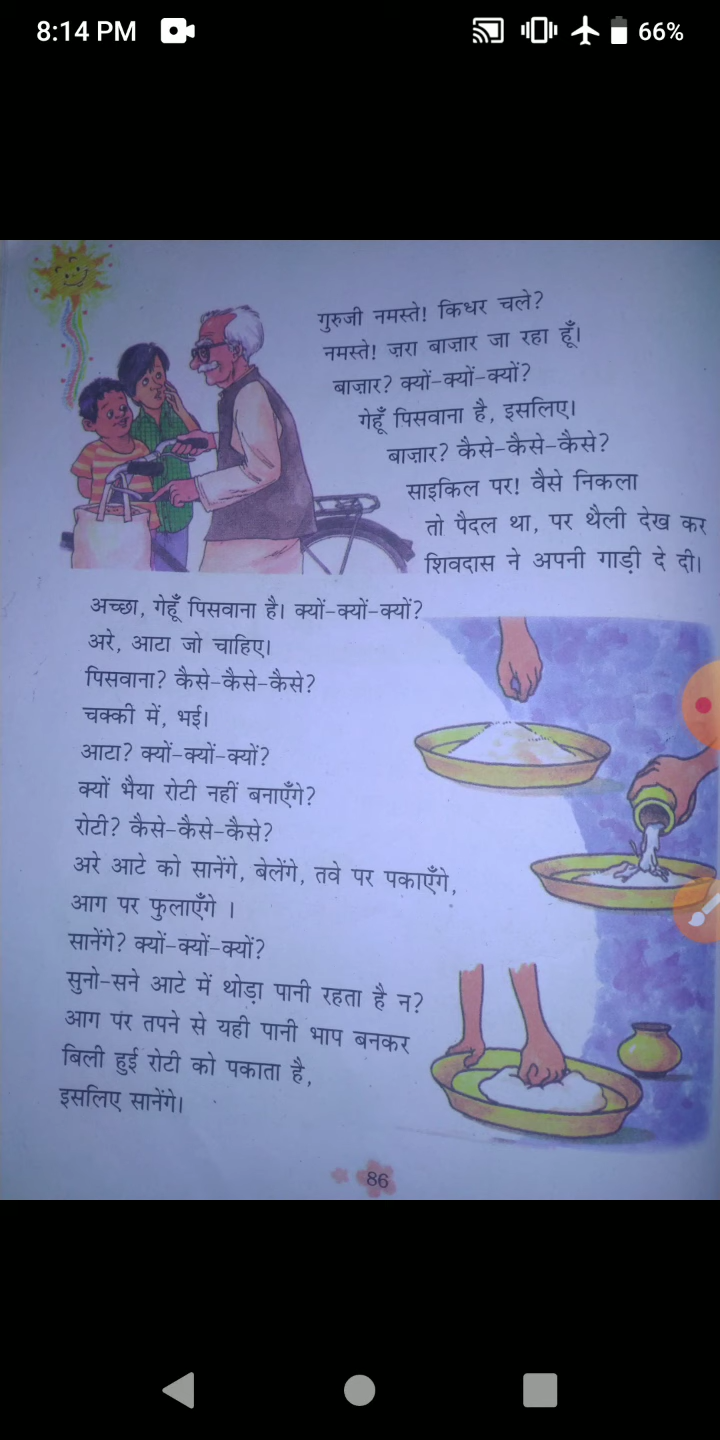 8:14 PM
66%
गुरुजी नमस्ते! किधर चले?
नमस्ते! ज़रा बाज़ार जा रहा हूँ।
बाज़ार? क्यों-क्यों-क्यों?
गेहूँ पिसवाना है, इसलिए।
बाज़ार? कैसे-कैसे-कैसे?
साइकिल पर! वैसे निकला
तो पैदल था, पर थैली देख कर
शिवदास ने अपनी गाड़ी दे दी।
अच्छा, गेहूँ पिसवाना है। क्यों-क्यों-क्यों?
अरे, आटा जो चाहिए।
पिसवाना? कैसे-कैसे-कैसे?
चक्की में, भई।
आटा? क्यों-क्यों-क्यों?
क्यों भैया रोटी नहीं बनाएँगे?
रोटी? कैसे-कैसे-कैसे?
अरे आटे को सानेंगे, बेलेंगे, तवे पर पकाएँगे,
आग पर फुलाएँगे ।
सानेंगे? क्यों-क्यों-क्यों?
सुनो-सने आटे में थोड़ा पानी रहता है न?
आग पर तपने से यही पानी भाप बनकर
बिली हुई रोटी को पकाता है,
इसलिए सानेंगे।
86